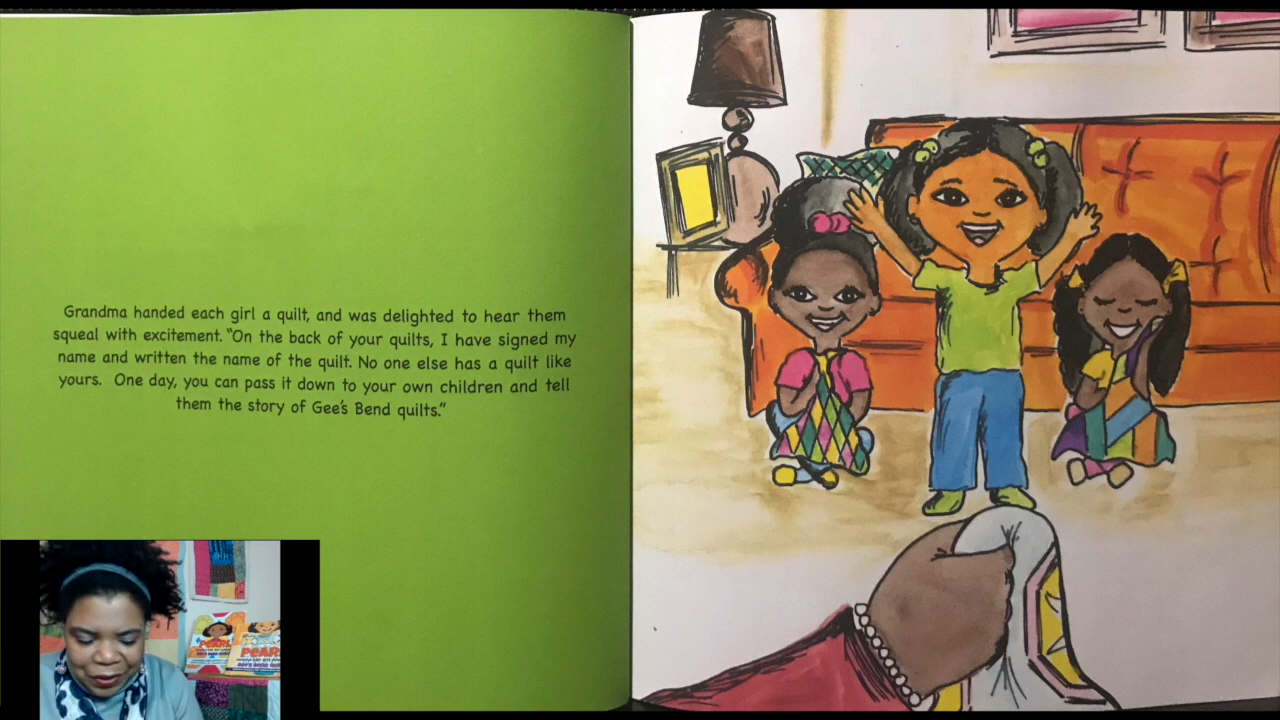 Grandma handed each girl a quilt, and was delighted to hear them
squeal with excitement. “On the back of your quilts, I have signed my
name and written the name of the quilt. No one else has a quilt like
yours.  One day, you can pass it down to your own children and tell
them the story of Gee’s Bend quilts.”
PEARL
PEARL